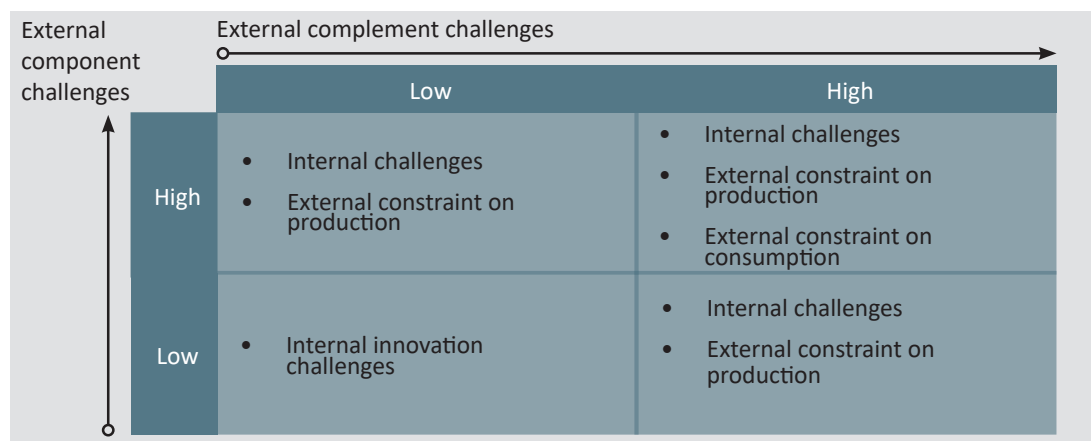 External
component
challenges
External complement challenges
Low
High
High
• Internal challenges
• External constraint on
production
• Internal challenges
• External constraint on
production
• External constraint on
consumption
Low
• Internal innovation
challenges
• Internal challenges
• External constraint on
production